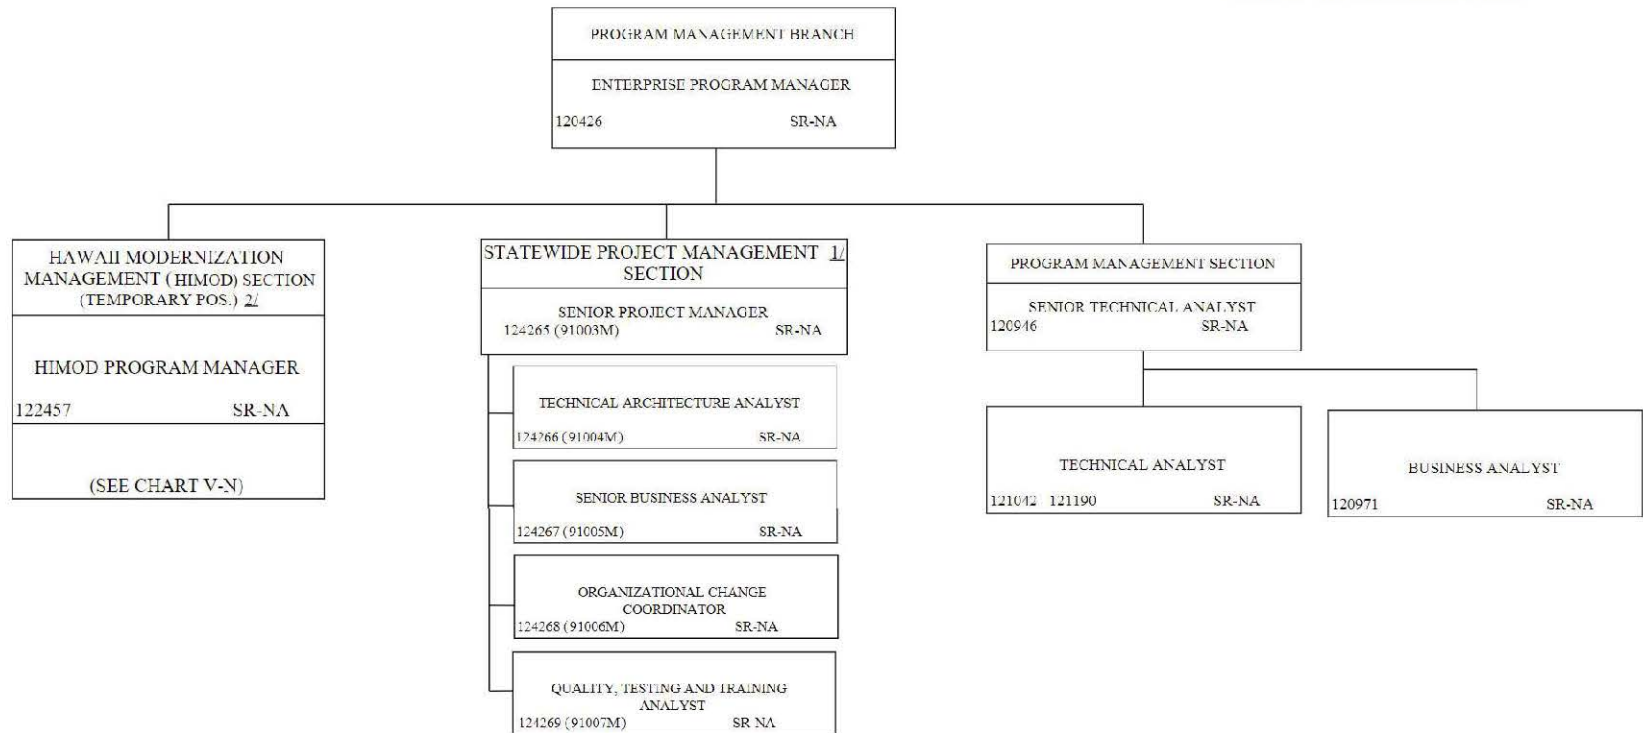 PROGRAM MANAGEMENT BRANCH
ENTERPRISE PROGRAM MANAGER
120426 SR-NA
HAWAII MODERNIZATION
MANAGEMENT (HIMOD) SECTION
(TEMPORARY POS.) 2/
HIMOD PROGRAM MANAGER
122457 SR-NA
(SEE CHART V-N)
STATEWIDE PROJECT MANAGEMENT 1/
SECTION
SENIOR PROJECT MANAGER
124265 (91003M) SR-NA
TECHNICAL ARCHITECTURE ANALYST
124266 (91004M) SR-NA
SENIOR BUSINESS ANALYST
124267 (91005M) SR-NA
ORGANIZATIONAL CHANGE
COORDINATOR
124268 (91006M) SR-NA
QUALITY, TESTING AND TRAINING
ANALYST
124269 (91007M) SR-NA
PROGRAM MANAGEMENT SECTION
SENIOR TECHNICAL ANALYST
120946 SR-NA
TECHNICAL ANALYST
121042 121190 SR-NA
BUSINESS ANALYST
120971 SR-NA